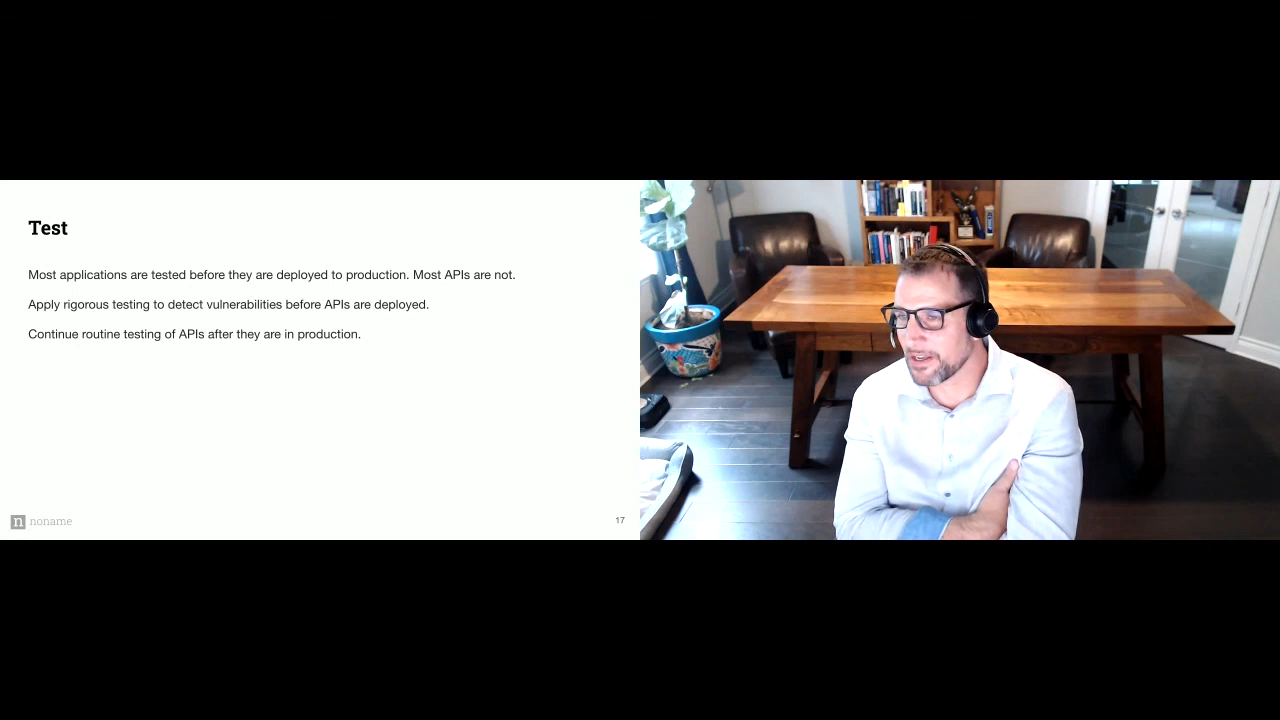 Test
Most applications are tested before they are deployed to production. Most APIs are not.
Apply rigorous testing to detect vulnerabilities before APIs are deployed.
Continue routine testing of APIs after they are in production.
n noname
17